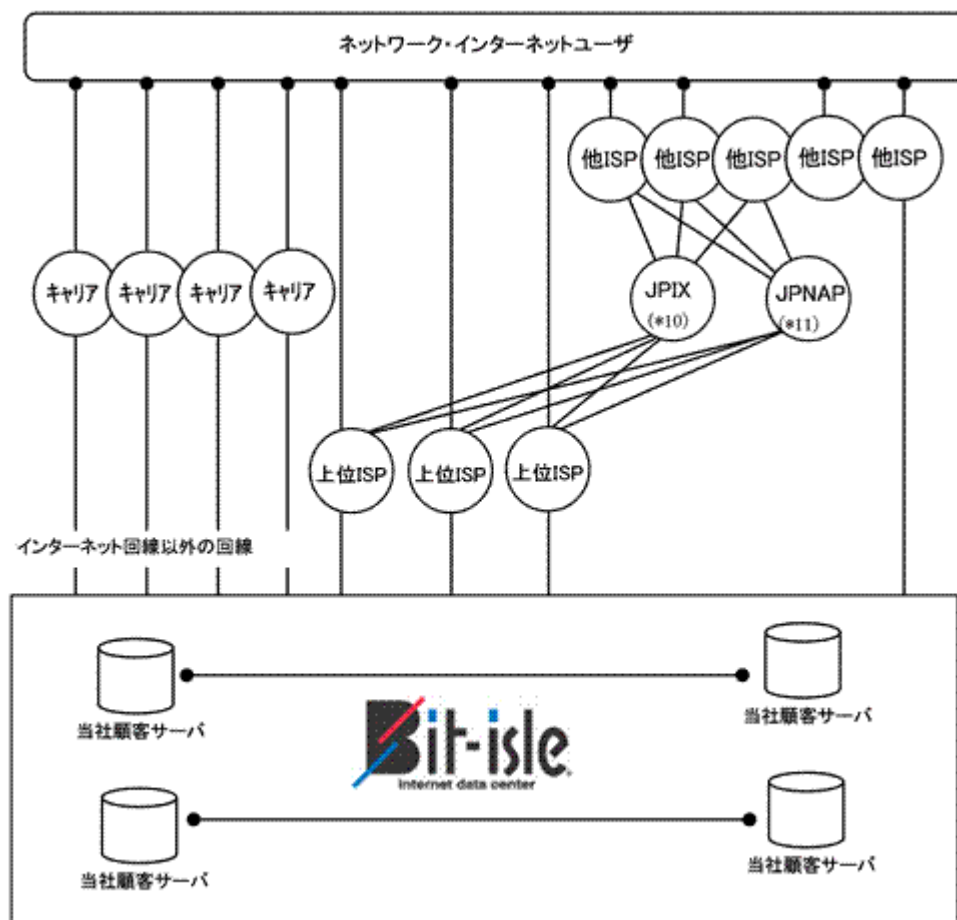 ネットワーク・インターネットユーザ
他ISP
他ISP
他ISP
他ISP
他ISP
キャリア
キャリア
キャリア
キャリア
JPIX
(*10)
JPNAP
(*11)
上位ISP
上位ISP
上位ISP
インターネット回線以外の回線
当社顧客サーバ
当社顧客サーバ
Bit-isle
internet data center
当社顧客サーバ
当社顧客サーバ